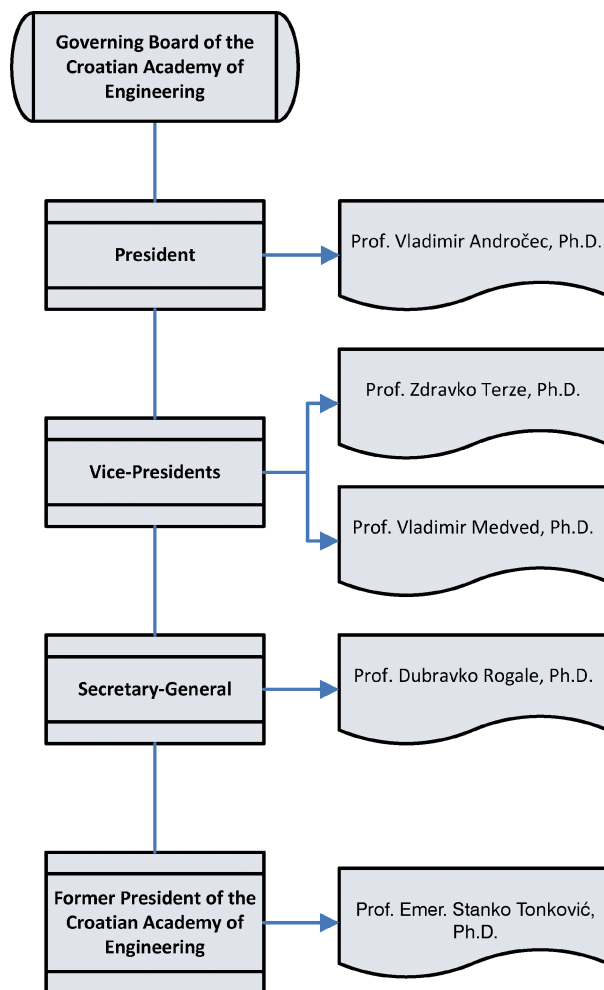 Governing Board of the
Croatian Academy of
Engineering
President
Prof. Vladimir Andročec, Ph.D.
Vice-Presidents
Prof. Zdravko Terze, Ph.D.
Prof. Vladimir Medved, Ph.D.
Secretary-General
Prof. Dubravko Rogale, Ph.D.
Former President of the
Croatian Academy of
Engineering
Prof. Emer. Stanko Tonković,
Ph.D.